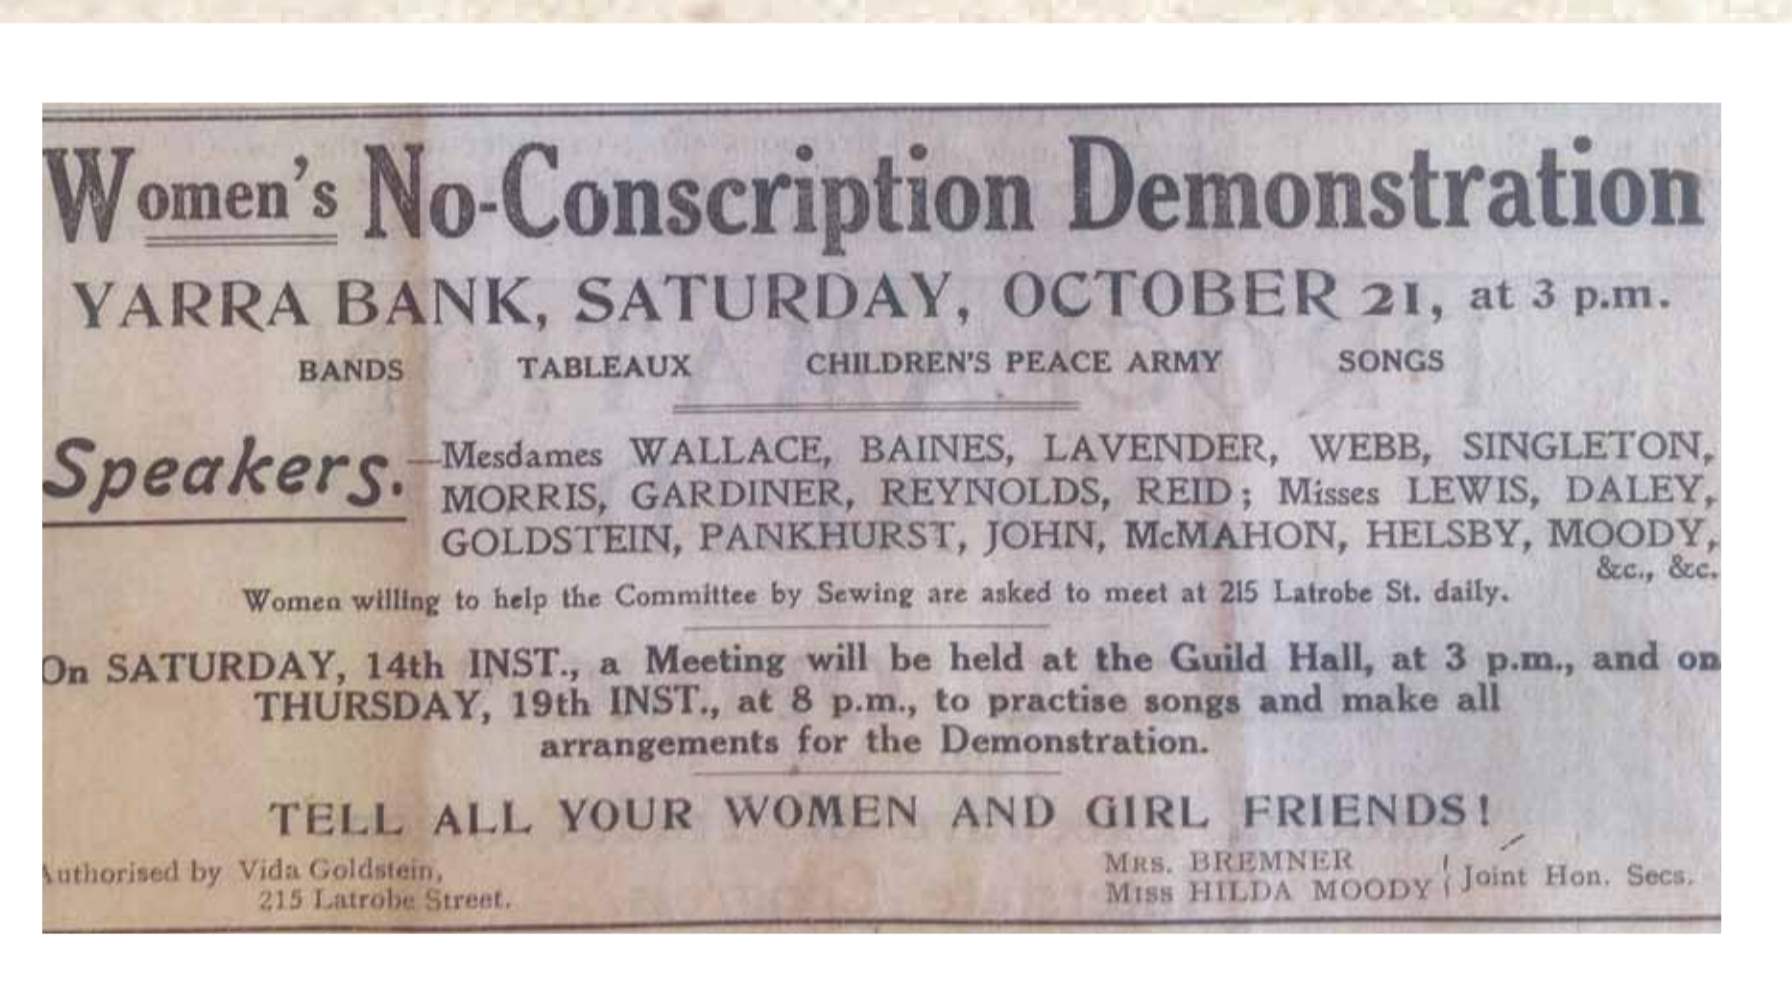 Women's No-Conscription Demonstration
YARRA BANK, SATURDAY, OCTOBER 21, at 3 p.m.
BANDS TABLEAUX CHILDREN'S PEACE ARMY SONGS
Speakers.—Mesdames WALLACE, BAINES, LAVENDER, WEBB, SINGLETON,
MORRIS, GARDINER, REYNOLDS, REID; Misses LEWIS, DALEY,
GOLDSTEIN, PANKHURST, JOHN, McMAHON, HELSBY, MOODY,
&c., &c.
Women willing to help the Committee by Sewing are asked to meet at 215 Latrobe St. daily.
On SATURDAY, 14th INST., a Meeting will be held at the Guild Hall, at 3 p.m., and on
THURSDAY, 19th INST., at 8 p.m., to practise songs and make all
arrangements for the Demonstration.
TELL ALL YOUR WOMEN AND GIRL FRIENDS!
Authorised by Vida Goldstein,
215 Latrobe Street.
MRS. BREMNER
MISS HILDA MOODY
Joint Hon. Secs.